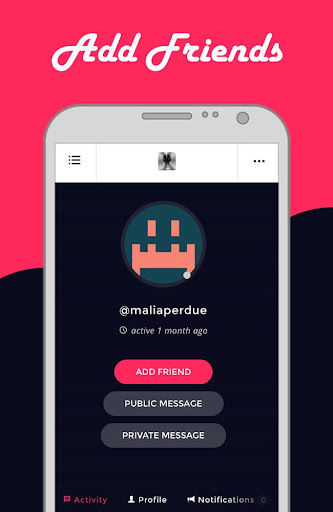 Add Friends
@maliaperdue
active 1 month ago
ADD FRIEND
PUBLIC MESSAGE
PRIVATE MESSAGE
Activity Profile Notifications 0